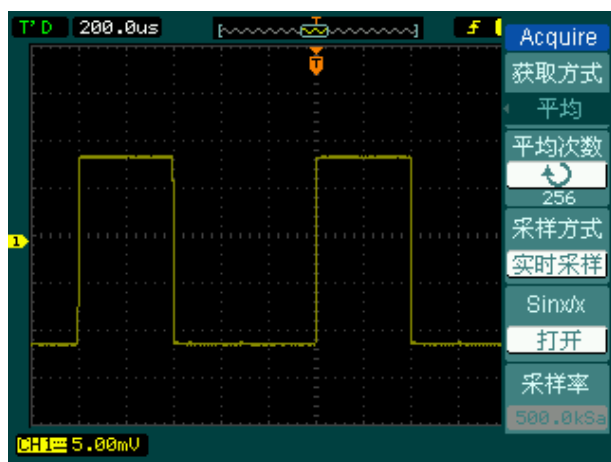 T'D 200.0us
T
T
Acquire
获取方式
平均
平均次数
256
采样方式
实时采样
Sinx/x
打开
采样率
500.0kSa
1
CH1 5.00mV